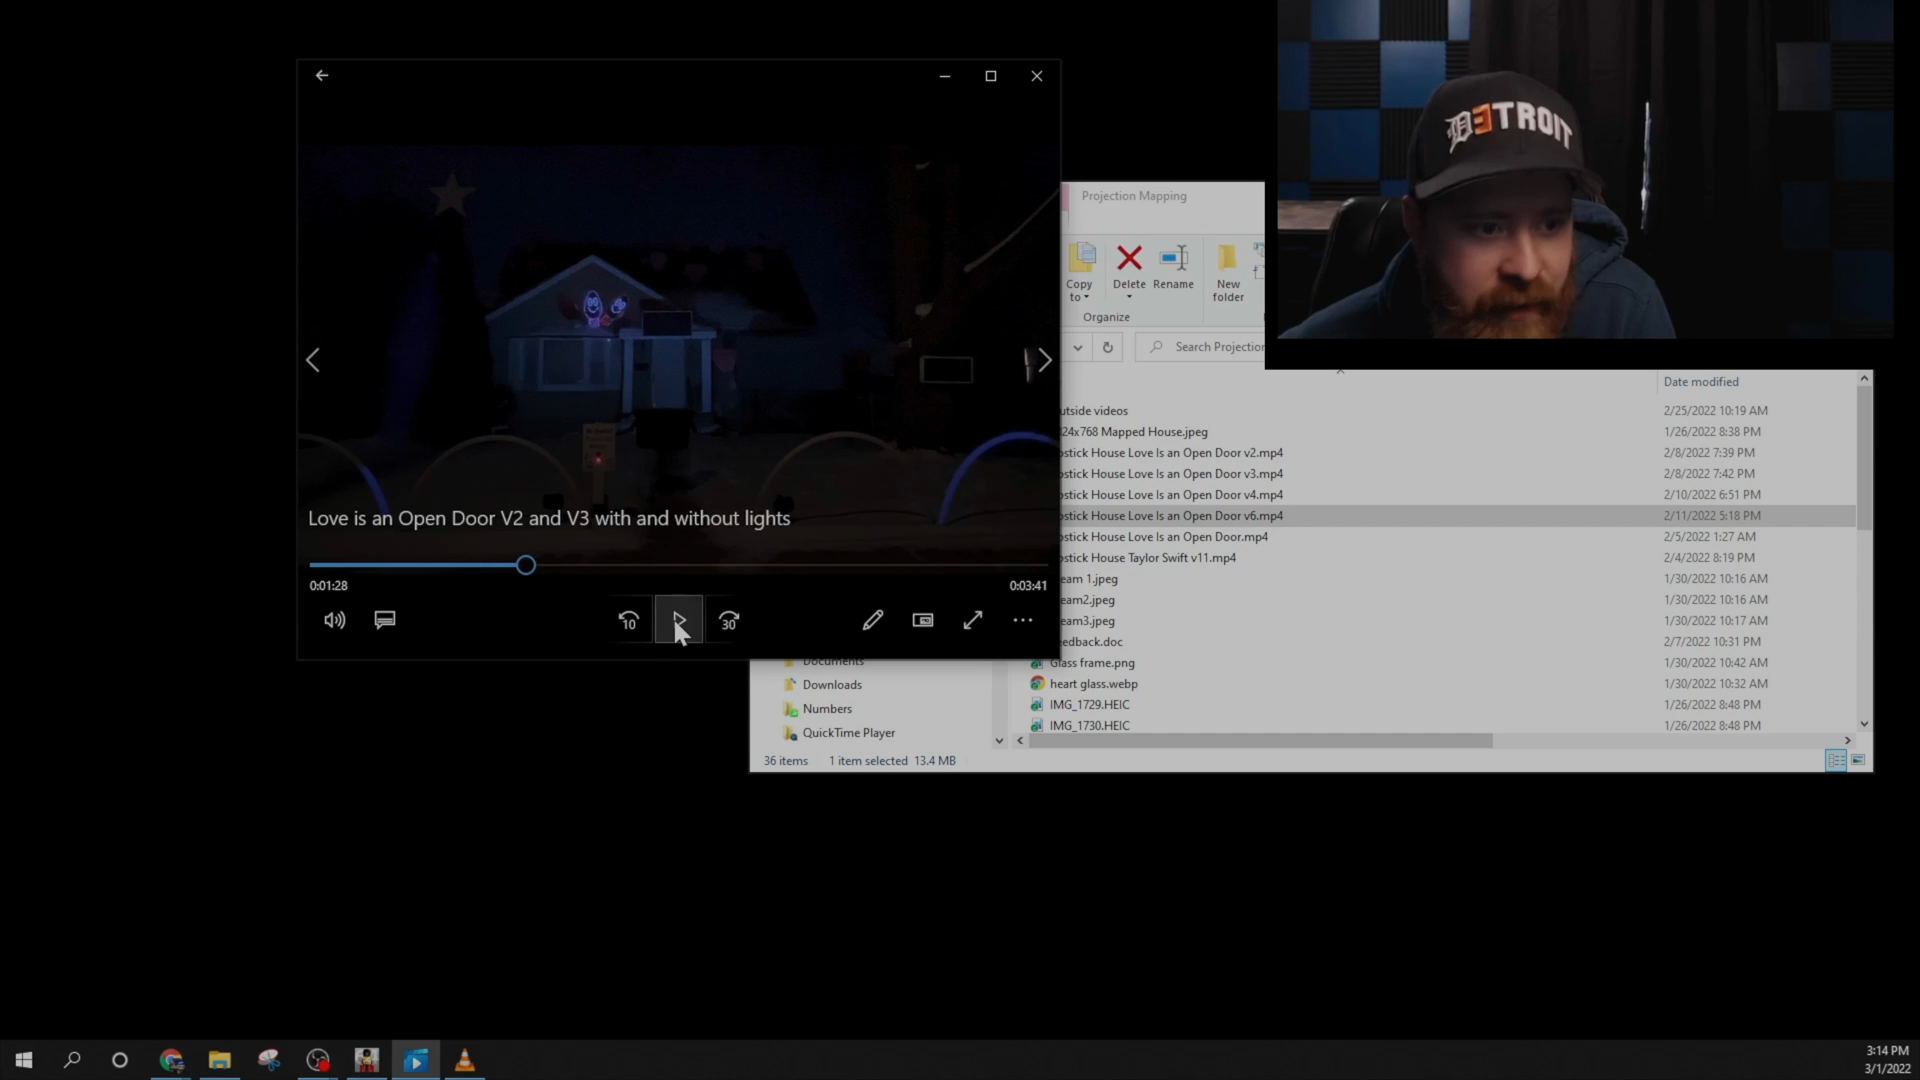 DETROIT
Projection Mapping
Copy to
Delete
Rename
New folder
Organize
Search Projection
Date modified
utside videos 2/25/2022 10:19 AM
24x768 Mapped House.jpeg 1/26/2022 8:38 PM
stick House Love Is an Open Door v2.mp4 2/8/2022 7:39 PM
stick House Love Is an Open Door v3.mp4 2/8/2022 7:42 PM
stick House Love Is an Open Door v4.mp4 2/10/2022 6:51 PM
stick House Love Is an Open Door v6.mp4 2/11/2022 5:18 PM
stick House Love Is an Open Door.mp4 2/5/2022 1:27 AM
stick House Taylor Swift v11.mp4 2/4/2022 8:19 PM
eam 1.jpeg 1/30/2022 10:16 AM
eam2.jpeg 1/30/2022 10:16 AM
eam3.jpeg 1/30/2022 10:17 AM
edback.doc 2/7/2022 10:31 PM
Glass frame.png 1/30/2022 10:42 AM
heart glass.webp 1/30/2022 10:32 AM
IMG_1729.HEIC 1/26/2022 8:48 PM
IMG_1730.HEIC 1/26/2022 8:48 PM
Love is an Open Door V2 and V3 with and without lights
0:01:28
0:03:41
10
30
Documents
Downloads
Numbers
QuickTime Player
36 items 1 item selected 13.4 MB
3:14 PM
3/1/2022